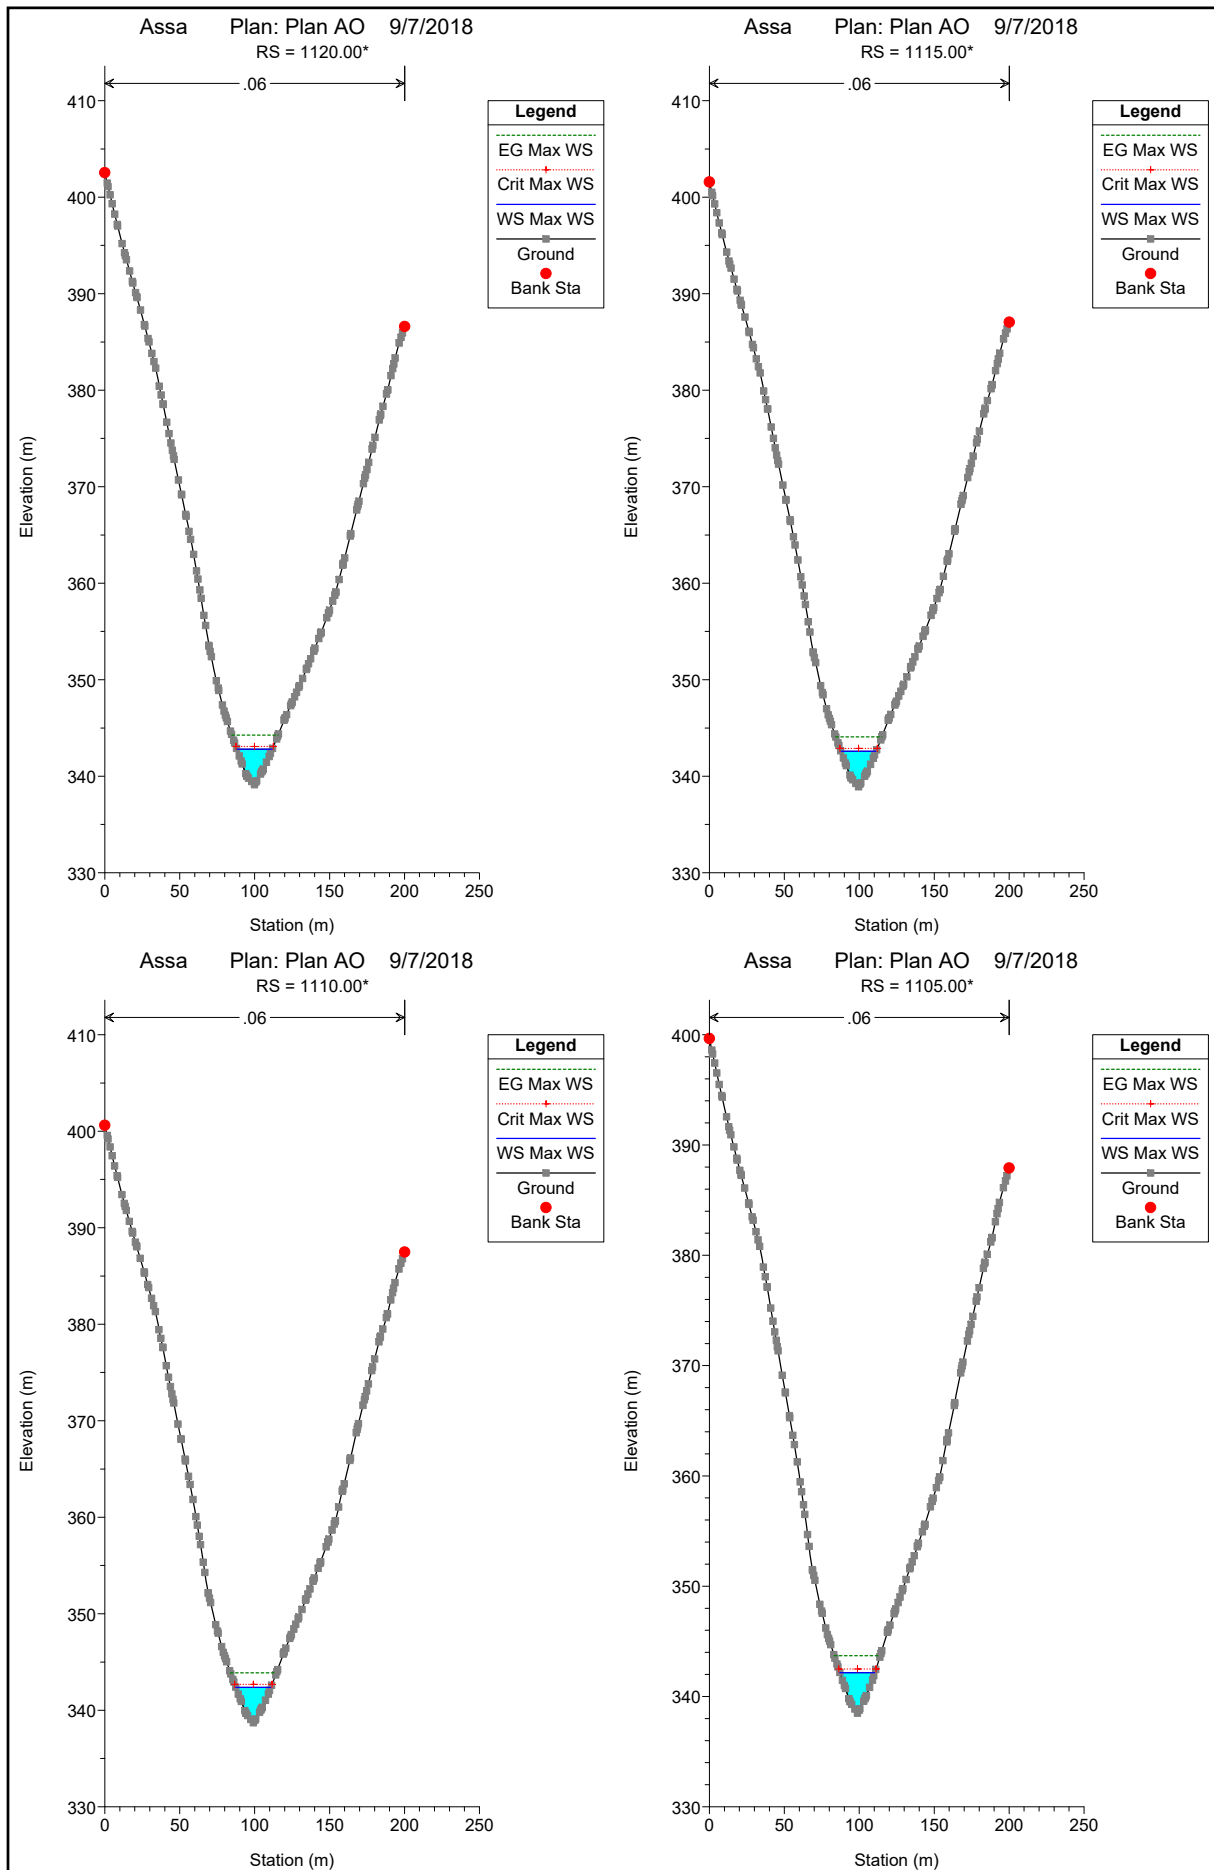 Assa Plan: Plan AO 9/7/2018
RS = 1120.00*
.06
Legend
EG Max WS
Crit Max WS
WS Max WS
Ground
Bank Sta
410
400
390
380
370
360
350
340
330
0 50 100 150 200 250
Elevation (m)
Station (m)
Assa Plan: Plan AO 9/7/2018
RS = 1115.00*
.06
Legend
EG Max WS
Crit Max WS
WS Max WS
Ground
Bank Sta
410
400
390
380
370
360
350
340
330
0 50 100 150 200 250
Elevation (m)
Station (m)
Assa Plan: Plan AO 9/7/2018
RS = 1110.00*
.06
Legend
EG Max WS
Crit Max WS
WS Max WS
Ground
Bank Sta
410
400
390
380
370
360
350
340
330
0 50 100 150 200 250
Elevation (m)
Station (m)
Assa Plan: Plan AO 9/7/2018
RS = 1105.00*
.06
Legend
EG Max WS
Crit Max WS
WS Max WS
Ground
Bank Sta
400
390
380
370
360
350
340
330
0 50 100 150 200 250
Elevation (m)
Station (m)